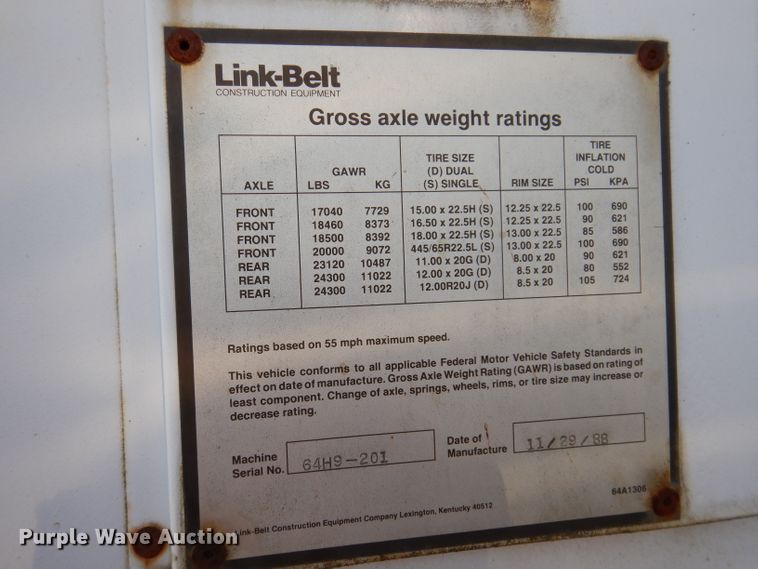 Link-Belt
CONSTRUCTION EQUIPMENT
Gross axle weight ratings
AXLE GAWR LBS KG TIRE SIZE (D) DUAL (S) SINGLE RIM SIZE TIRE INFLATION COLD PSI KPA
FRONT 17040 7729 15.00 x 22.5H (S) 12.25 x 22.5 100 690
FRONT 18460 8373 16.50 x 22.5H (S) 12.25 x 22.5 90 621
FRONT 18500 8392 18.00 x 22.5H (S) 13.00 x 22.5 85 586
FRONT 20000 9072 445/65R22.5L (S) 13.00 x 22.5 100 690
REAR 23120 10487 11.00 x 20G (D) 8.00 x 20 90 621
REAR 24300 11022 12.00 x 20G (D) 8.5 x 20 80 552
REAR 24300 11022 12.00R20J (D) 8.5 x 20 105 724
Ratings based on 55 mph maximum speed.
This vehicle conforms to all applicable Federal Motor Vehicle Safety Standards in
effect on date of manufacture. Gross Axle Weight Rating (GAWR) is based on rating of
least component. Change of axle, springs, wheels, rims, or tire size may increase or
decrease rating.
Machine Serial No. 64H9-201
Date of Manufacture 11/29/88
64A1306
Link-Belt Construction Equipment Company Lexington, Kentucky 40512
Purple Wave Auction